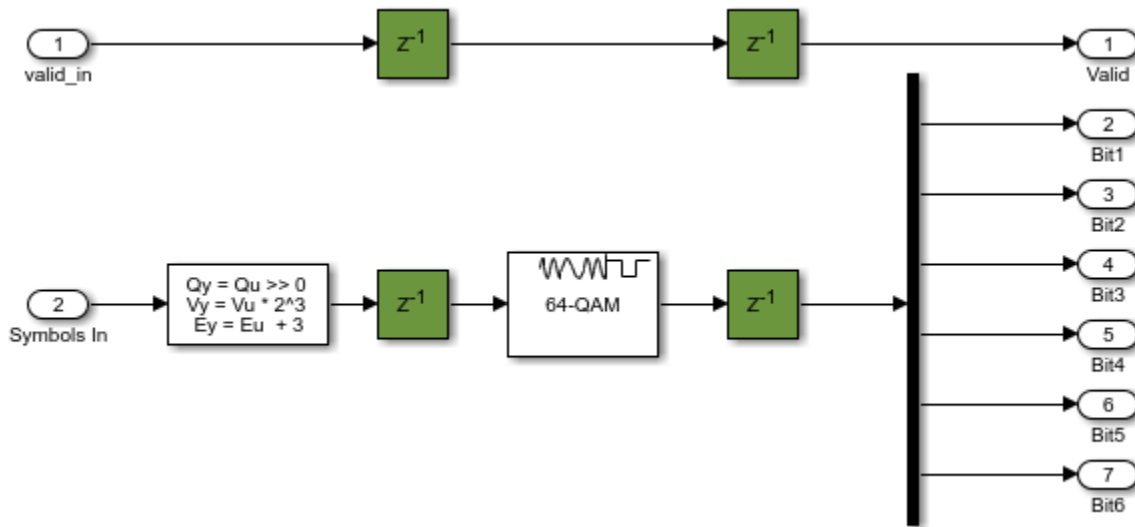 1
valid_in
z-1
z-1
1
Valid
2
Bit1
3
Bit2
4
Bit3
2
Symbols In
Qy = Qu >> 0
Vy = Vu * 2^3
Ey = Eu + 3
z-1
64-QAM
z-1
5
Bit4
6
Bit5
7
Bit6